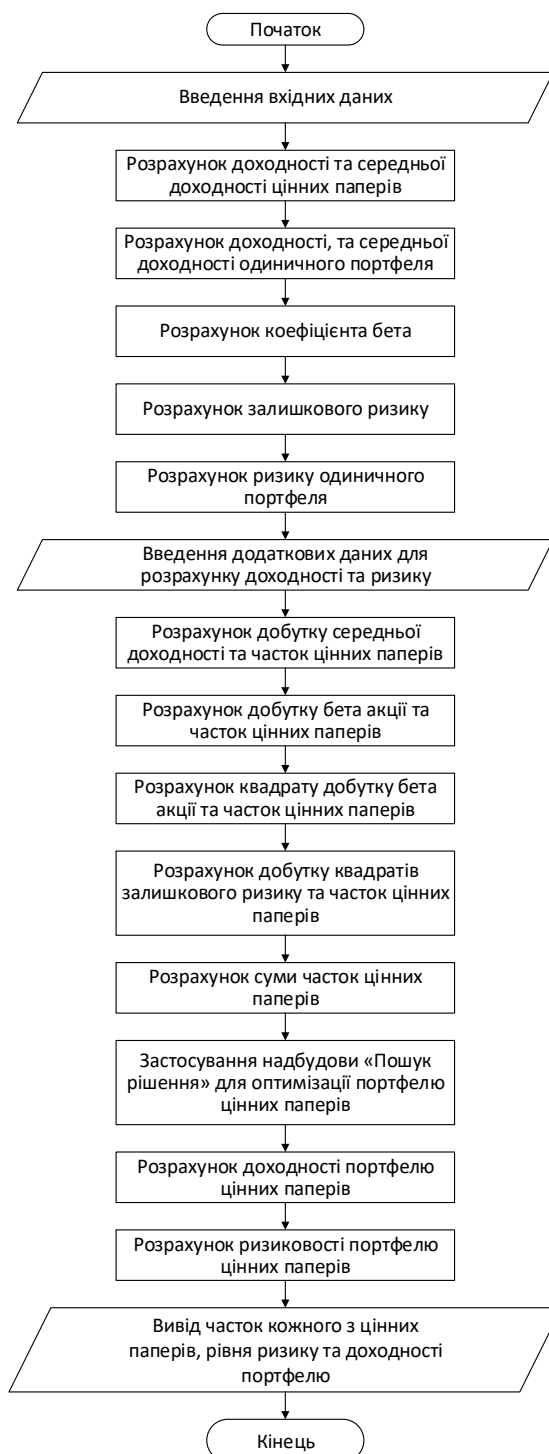 Початок
Введення вхідних даних
Розрахунок доходності та середньої
доходності цінних паперів
Розрахунок доходності, та середньої
доходності одиничного портфеля
Розрахунок коефіцієнта бета
Розрахунок залишкового ризику
Розрахунок ризику одиничного
портфеля
Введення додаткових даних для
розрахунку доходності та ризику
Розрахунок добутку середньої
доходності та часток цінних паперів
Розрахунок добутку бета акції та
часток цінних паперів
Розрахунок квадрату добутку бета
акції та часток цінних паперів
Розрахунок добутку квадратів
залишкового ризику та часток цінних
паперів
Розрахунок суми часток цінних
паперів
Застосування надбудови «Пошук
рішення» для оптимізації портфелю
цінних паперів
Розрахунок доходності портфелю
цінних паперів
Розрахунок ризиковості портфелю
цінних паперів
Вивід часток кожного з цінних
паперів, рівня ризику та доходності
портфелю
Кінець